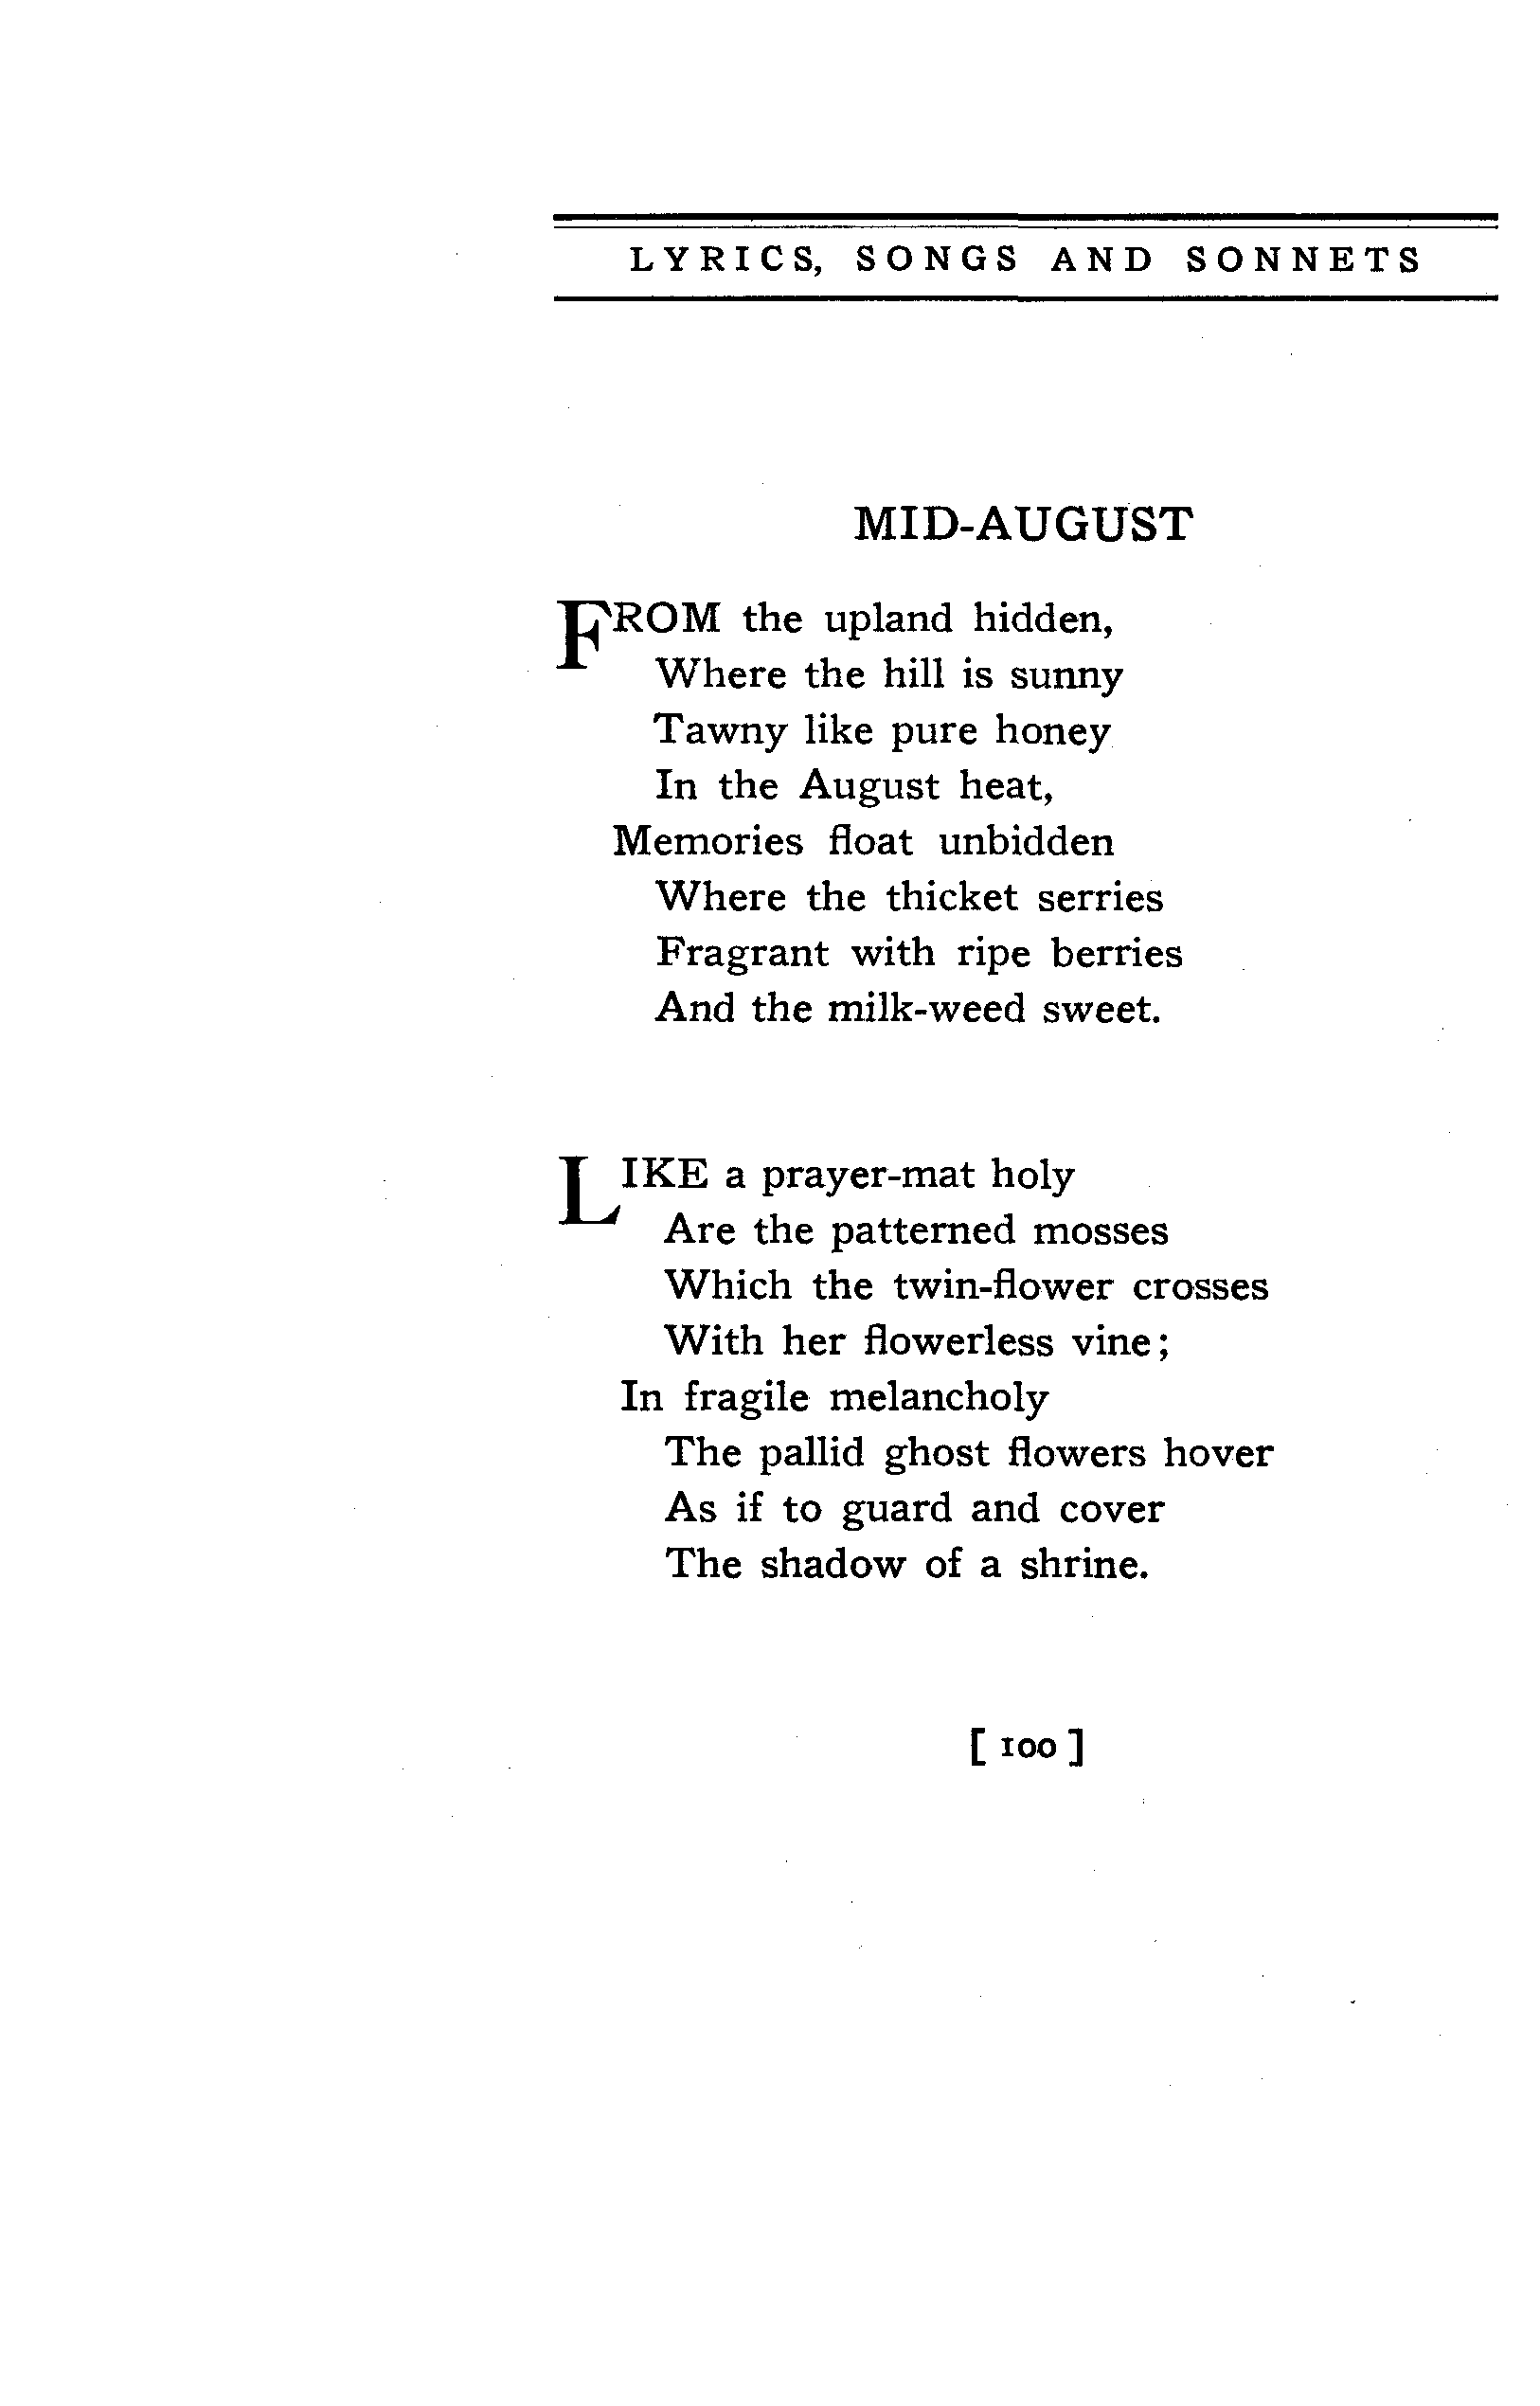 LYRICS, SONGS AND SONNETS
MID-AUGUST
FROM the upland hidden,
Where the hill is sunny
Tawny like pure honey
In the August heat,
Memories float unbidden
Where the thicket serries
Fragrant with ripe berries
And the milk-weed sweet.
LIKE a prayer-mat holy
Are the patterned mosses
Which the twin-flower crosses
With her flowerless vine;
In fragile melancholy
The pallid ghost flowers hover
As if to guard and cover
The shadow of a shrine.
[ 100 ]